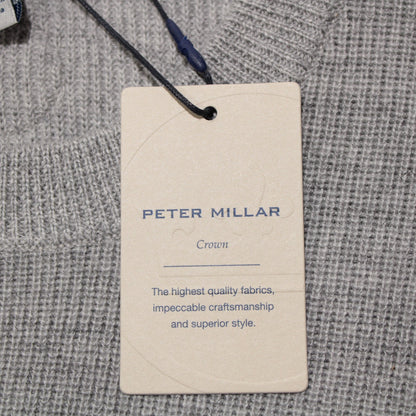 PETER MILLAR
Crown
The highest quality fabrics,
impeccable craftsmanship
and superior style.